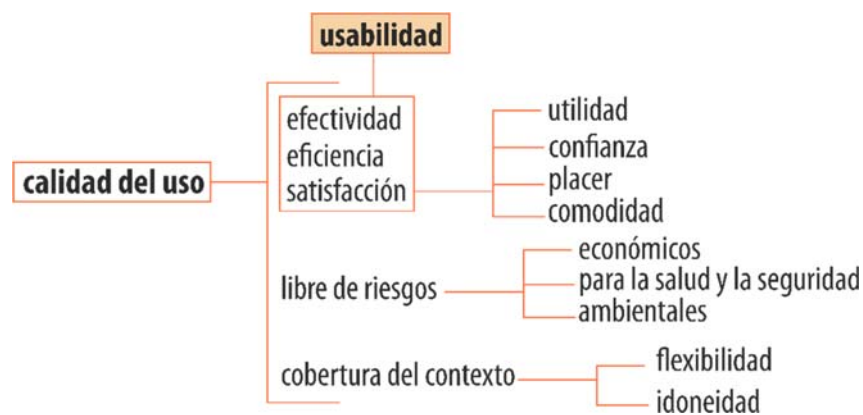 usabilidad
efectividad
eficiencia
satisfacción
utilidad
confianza
placer
comodidad
calidad del uso
libre de riesgos
económicos
para la salud y la seguridad
ambientales
cobertura del contexto
flexibilidad
idoneidad